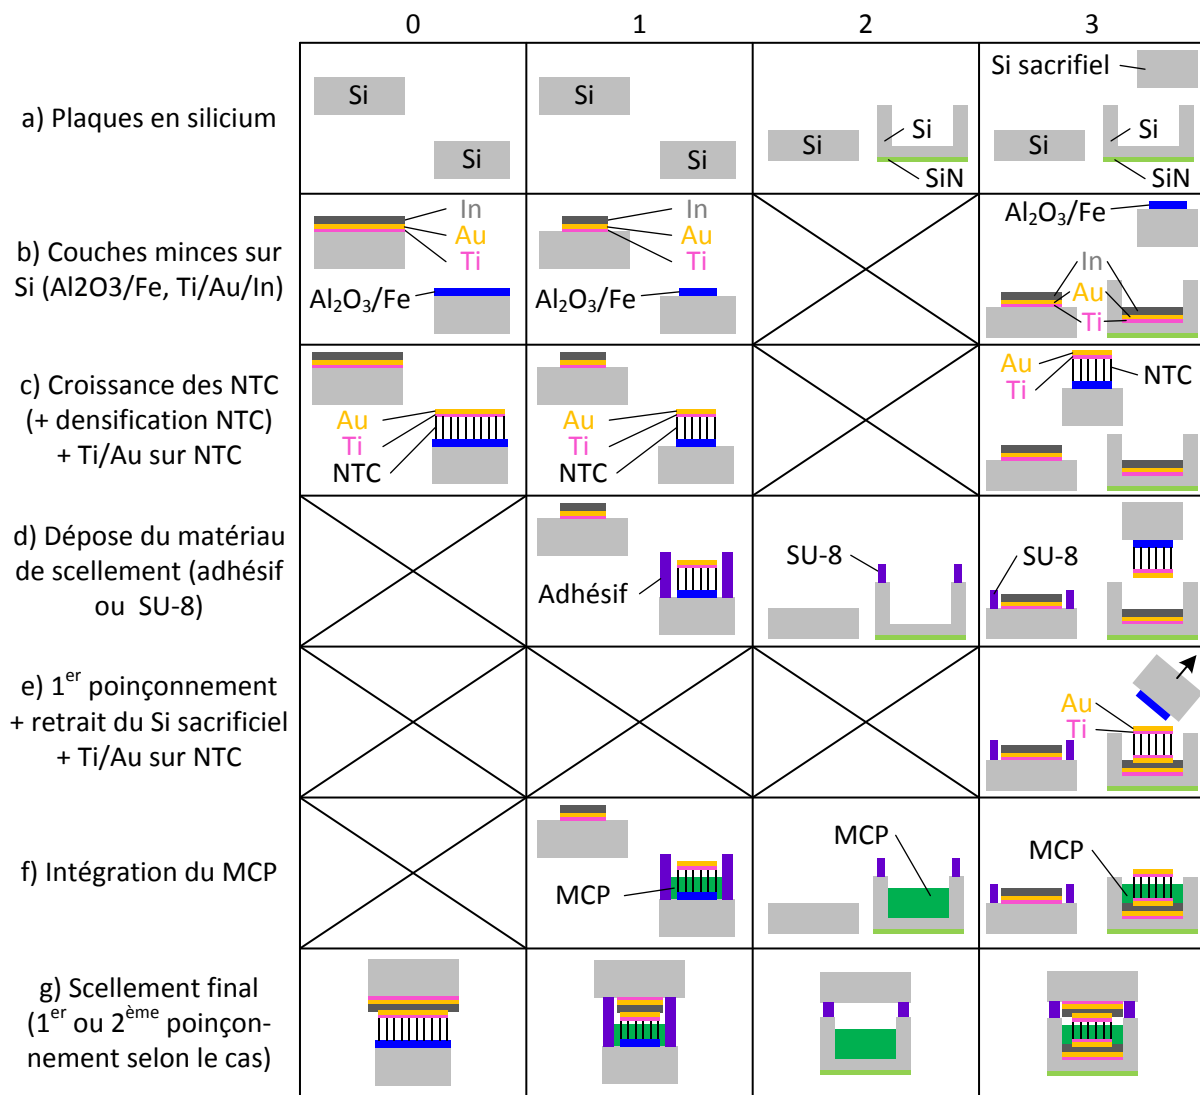 0 1 2 3
a) Plaques en silicium
Si
Si
Si
Si
Si
Si
SiN
Si sacrifiel
Si
Si
SiN
b) Couches minces sur
Si (Al2O3/Fe, Ti/Au/In)
In
Au
Ti
Al₂O₃/Fe
In
Au
Ti
Al₂O₃/Fe
Al₂O₃/Fe
In
Au
Ti
c) Croissance des NTC
(+ densification NTC)
+ Ti/Au sur NTC
Au
Ti
NTC
Au
Ti
NTC
Au
Ti
NTC
d) Dépose du matériau
de scellement (adhésif
ou SU-8)
Adhésif
SU-8
SU-8
e) 1er poinçonnement
+ retrait du Si sacrificiel
+ Ti/Au sur NTC
Au
Ti
f) Intégration du MCP
MCP
MCP
MCP
g) Scellement final
(1er ou 2ème poinçon-
nement selon le cas)